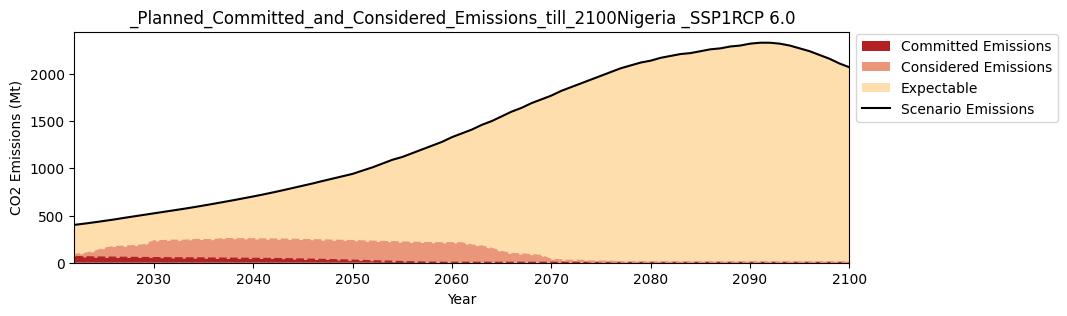 _Planned_Committed_and_Considered_Emissions_till_2100Nigeria _SSP1RCP 6.0
Committed Emissions
Considered Emissions
Expectable
Scenario Emissions
CO2 Emissions (Mt)
2000
1500
1000
500
0
2030 2040 2050 2060 2070 2080 2090 2100
Year